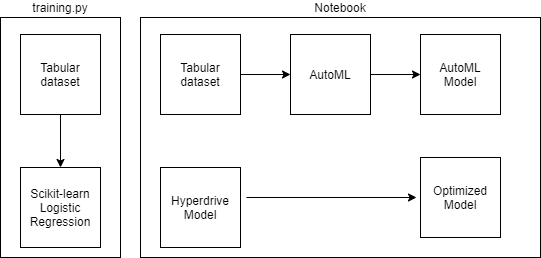 training.py
Notebook
Tabular
dataset
Tabular
dataset
AutoML
AutoML
Model
Scikit-learn
Logistic
Regression
Hyperdrive
Model
Optimized
Model